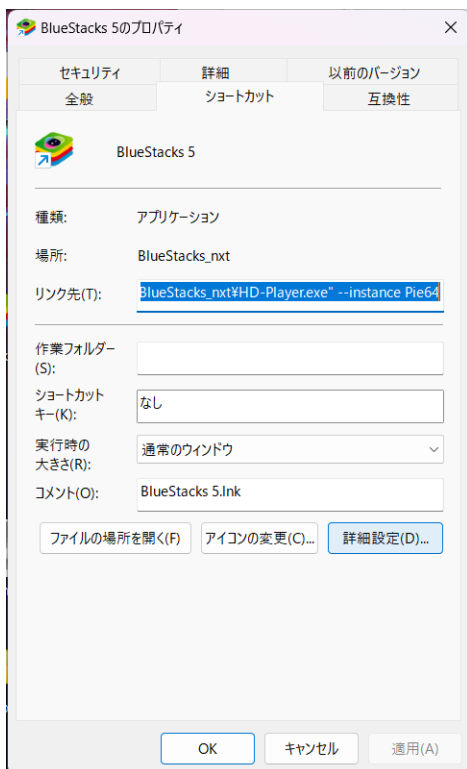 BlueStacks 5のプロパティ
セキュリティ 詳細 以前のバージョン
全般 ショートカット 互換性
BlueStacks 5
種類: アプリケーション
場所: BlueStacks_nxt
リンク先(T): BlueStacks_nxt¥HD-Player.exe" --instance Pie64
作業フォルダー
(S):
ショートカット
キー(K): なし
実行時の
大きさ(R): 通常のウィンドウ
コメント(O): BlueStacks 5.lnk
ファイルの場所を開く(F) アイコンの変更(C)... 詳細設定(D)...
OK キャンセル 適用(A)